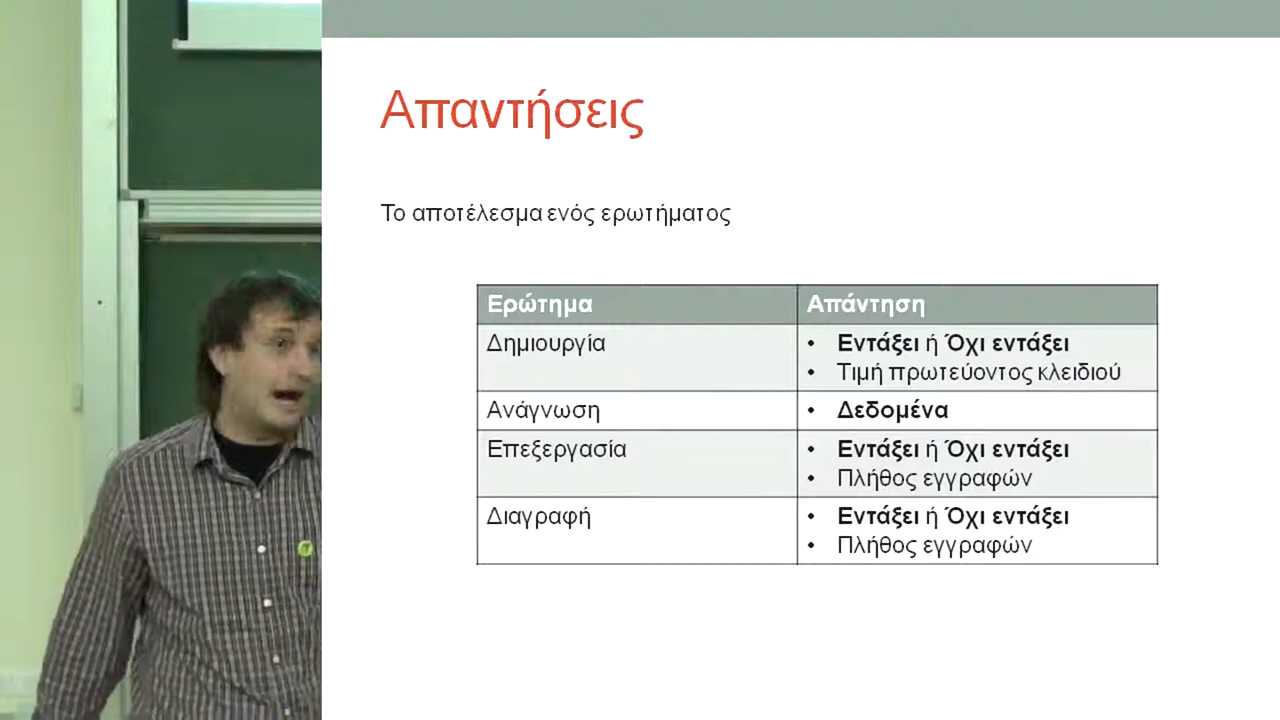 Απαντήσεις
Το αποτέλεσμα ενός ερωτήματος
Ερώτημα Απάντηση
Δημιουργία • Εντάξει ή Όχι εντάξει
• Τιμή πρωτεύοντος κλειδιού
Ανάγνωση • Δεδομένα
Επεξεργασία • Εντάξει ή Όχι εντάξει
• Πλήθος εγγραφών
Διαγραφή • Εντάξει ή Όχι εντάξει
• Πλήθος εγγραφών